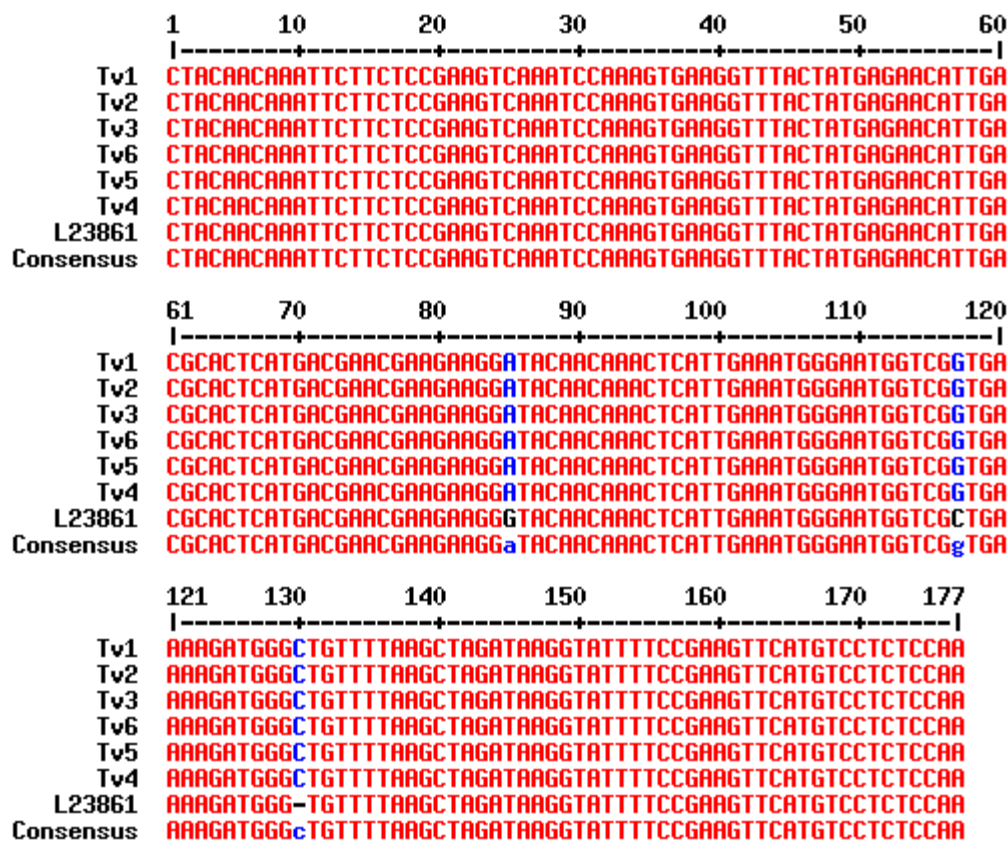 1 10 20 30 40 50 60
|--------+---------+---------+---------+---------+---------|
Tv1 CTACAACAAATTCTTCTCCGAAGTCAAATCCAAAGTGAAGGTTTACTATGAGAACATTGA
Tv2 CTACAACAAATTCTTCTCCGAAGTCAAATCCAAAGTGAAGGTTTACTATGAGAACATTGA
Tv3 CTACAACAAATTCTTCTCCGAAGTCAAATCCAAAGTGAAGGTTTACTATGAGAACATTGA
Tv6 CTACAACAAATTCTTCTCCGAAGTCAAATCCAAAGTGAAGGTTTACTATGAGAACATTGA
Tv5 CTACAACAAATTCTTCTCCGAAGTCAAATCCAAAGTGAAGGTTTACTATGAGAACATTGA
Tv4 CTACAACAAATTCTTCTCCGAAGTCAAATCCAAAGTGAAGGTTTACTATGAGAACATTGA
L23861 CTACAACAAATTCTTCTCCGAAGTCAAATCCAAAGTGAAGGTTTACTATGAGAACATTGA
Consensus CTACAACAAATTCTTCTCCGAAGTCAAATCCAAAGTGAAGGTTTACTATGAGAACATTGA
61 70 80 90 100 110 120
|--------+---------+---------+---------+---------+---------|
Tv1 CGCACTCATGACGAACGAAGAAGGATACAACAAACTCATTGAAATGGGAATGGTCGGTGA
Tv2 CGCACTCATGACGAACGAAGAAGGATACAACAAACTCATTGAAATGGGAATGGTCGGTGA
Tv3 CGCACTCATGACGAACGAAGAAGGATACAACAAACTCATTGAAATGGGAATGGTCGGTGA
Tv6 CGCACTCATGACGAACGAAGAAGGATACAACAAACTCATTGAAATGGGAATGGTCGGTGA
Tv5 CGCACTCATGACGAACGAAGAAGGATACAACAAACTCATTGAAATGGGAATGGTCGGTGA
Tv4 CGCACTCATGACGAACGAAGAAGGATACAACAAACTCATTGAAATGGGAATGGTCGGTGA
L23861 CGCACTCATGACGAACGAAGAAGGGTACAACAAACTCATTGAAATGGGAATGGTCGCTGA
Consensus CGCACTCATGACGAACGAAGAAGGaTACAACAAACTCATTGAAATGGGAATGGTCGgTGA
121 130 140 150 160 170 177
|--------+---------+---------+---------+---------+------|
Tv1 AAAGATGGGCTGTTTTAAGCTAGATAAGGTATTTTCCGAAGTTCATGTCCTCTCCAA
Tv2 AAAGATGGGCTGTTTTAAGCTAGATAAGGTATTTTCCGAAGTTCATGTCCTCTCCAA
Tv3 AAAGATGGGCTGTTTTAAGCTAGATAAGGTATTTTCCGAAGTTCATGTCCTCTCCAA
Tv6 AAAGATGGGCTGTTTTAAGCTAGATAAGGTATTTTCCGAAGTTCATGTCCTCTCCAA
Tv5 AAAGATGGGCTGTTTTAAGCTAGATAAGGTATTTTCCGAAGTTCATGTCCTCTCCAA
Tv4 AAAGATGGGCTGTTTTAAGCTAGATAAGGTATTTTCCGAAGTTCATGTCCTCTCCAA
L23861 AAAGATGGG-TGTTTTAAGCTAGATAAGGTATTTTCCGAAGTTCATGTCCTCTCCAA
Consensus AAAGATGGGcTGTTTTAAGCTAGATAAGGTATTTTCCGAAGTTCATGTCCTCTCCAA